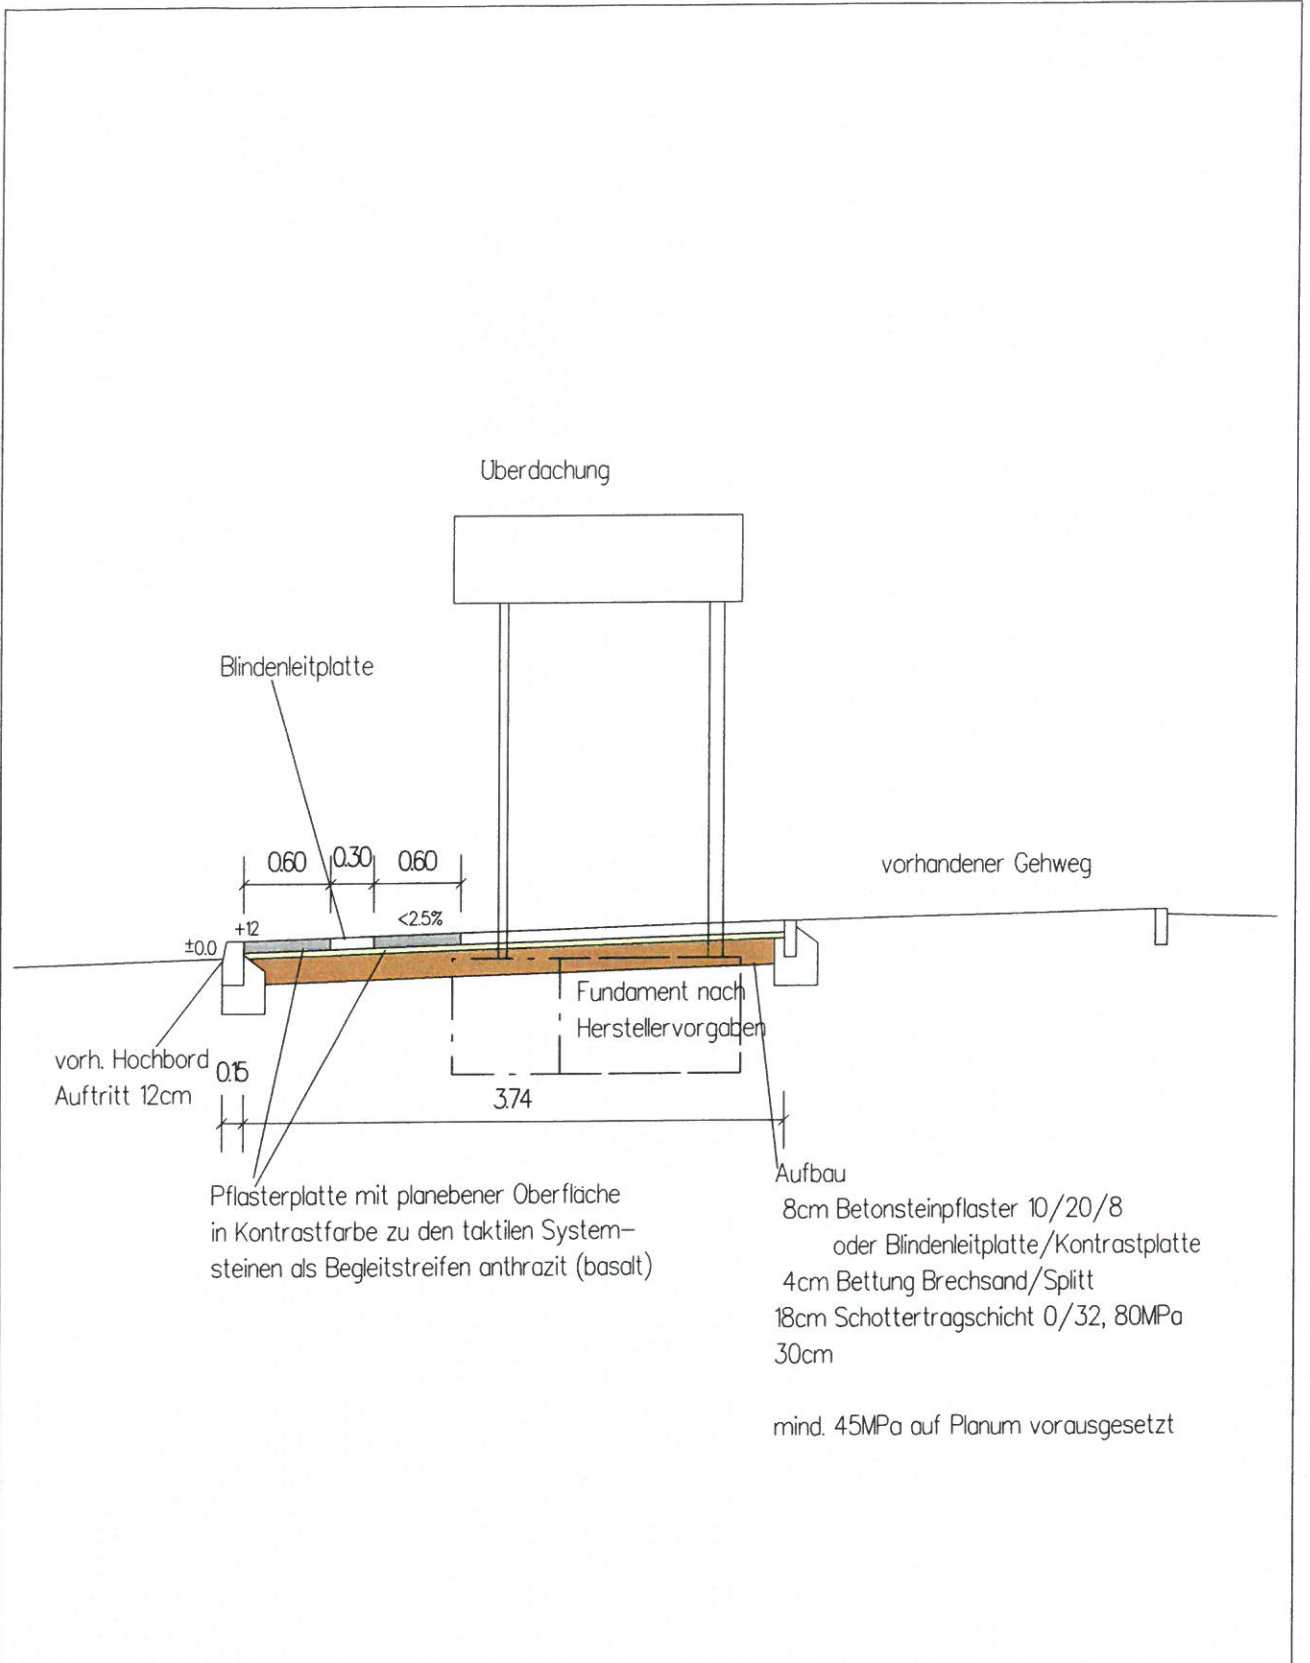 Überdachung
Blindenleitplatte
0.60 0.30 0.60
vorhandener Gehweg
+12
<2.5%
±0.0
Fundament nach
Herstellervorgaben
vorh. Hochbord
Auftritt 12cm
0.15
3.74
Pflasterplatte mit planebener Oberfläche
in Kontrastfarbe zu den taktilen System-
steinen als Begleitstreifen anthrazit (basalt)
Aufbau
8cm Betonsteinpflaster 10/20/8
oder Blindenleitplatte/Kontrastplatte
4cm Bettung Brechsand/Splitt
18cm Schottertragschicht 0/32, 80MPa
30cm
mind. 45MPa auf Planum vorausgesetzt